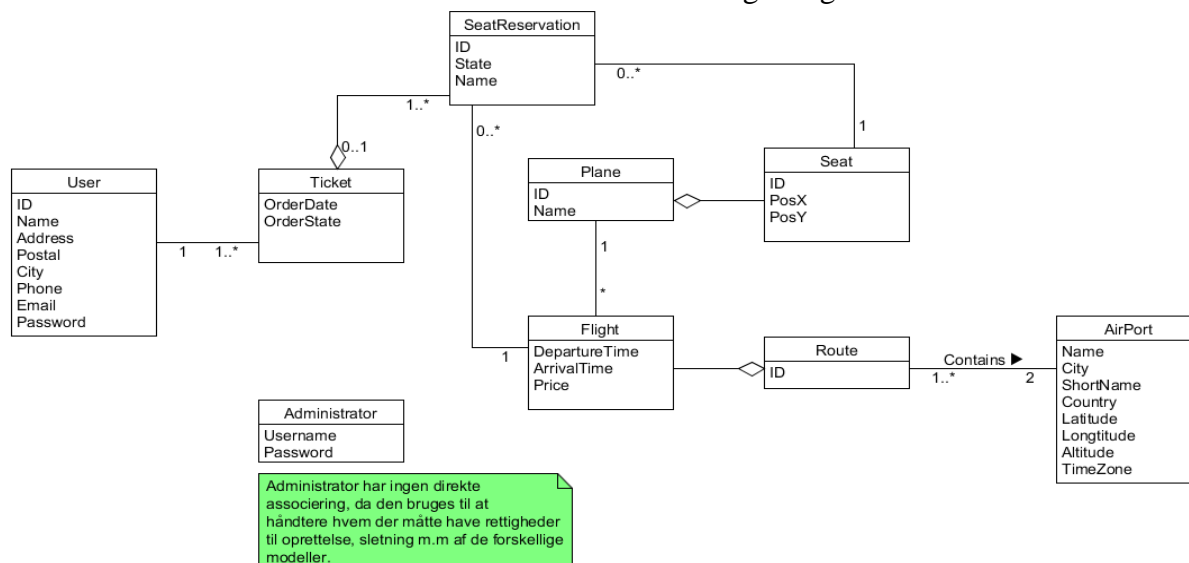 SeatReservation
ID
State
Name
0..*
1..*
0..*
1
0..1
User
ID
Name
Address
Postal
City
Phone
Email
Password
1
1..*
Ticket
OrderDate
OrderState
Plane
ID
Name
Seat
ID
PosX
PosY
1
*
Flight
DepartureTime
ArrivalTime
Price
1
Route
ID
Contains ▶
1..*
2
AirPort
Name
City
ShortName
Country
Latitude
Longtitude
Altitude
TimeZone
Administrator
Username
Password
Administrator har ingen direkte
associering, da den bruges til at
håndtere hvem der måtte have rettigheder
til oprettelse, sletning m.m af de forskellige
modeller.